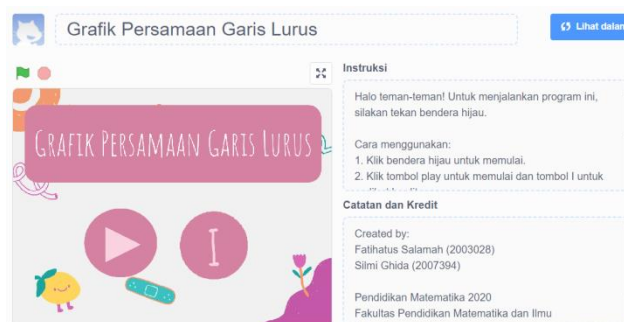 Grafik Persamaan Garis Lurus
Lihat dalam
Instruksi
Halo teman-teman! Untuk menjalankan program ini,
silakan tekan bendera hijau.
Cara menggunakan:
1. Klik bendera hijau untuk memulai.
2. Klik tombol play untuk memulai dan tombol I untuk
GRAFIK PERSAMAAN GARIS LURUS
I
Catatan dan Kredit
Created by:
Fatihatus Salamah (2003028)
Silmi Ghida (2007394)
Pendidikan Matematika 2020
Fakultas Pendidikan Matematika dan Ilmu